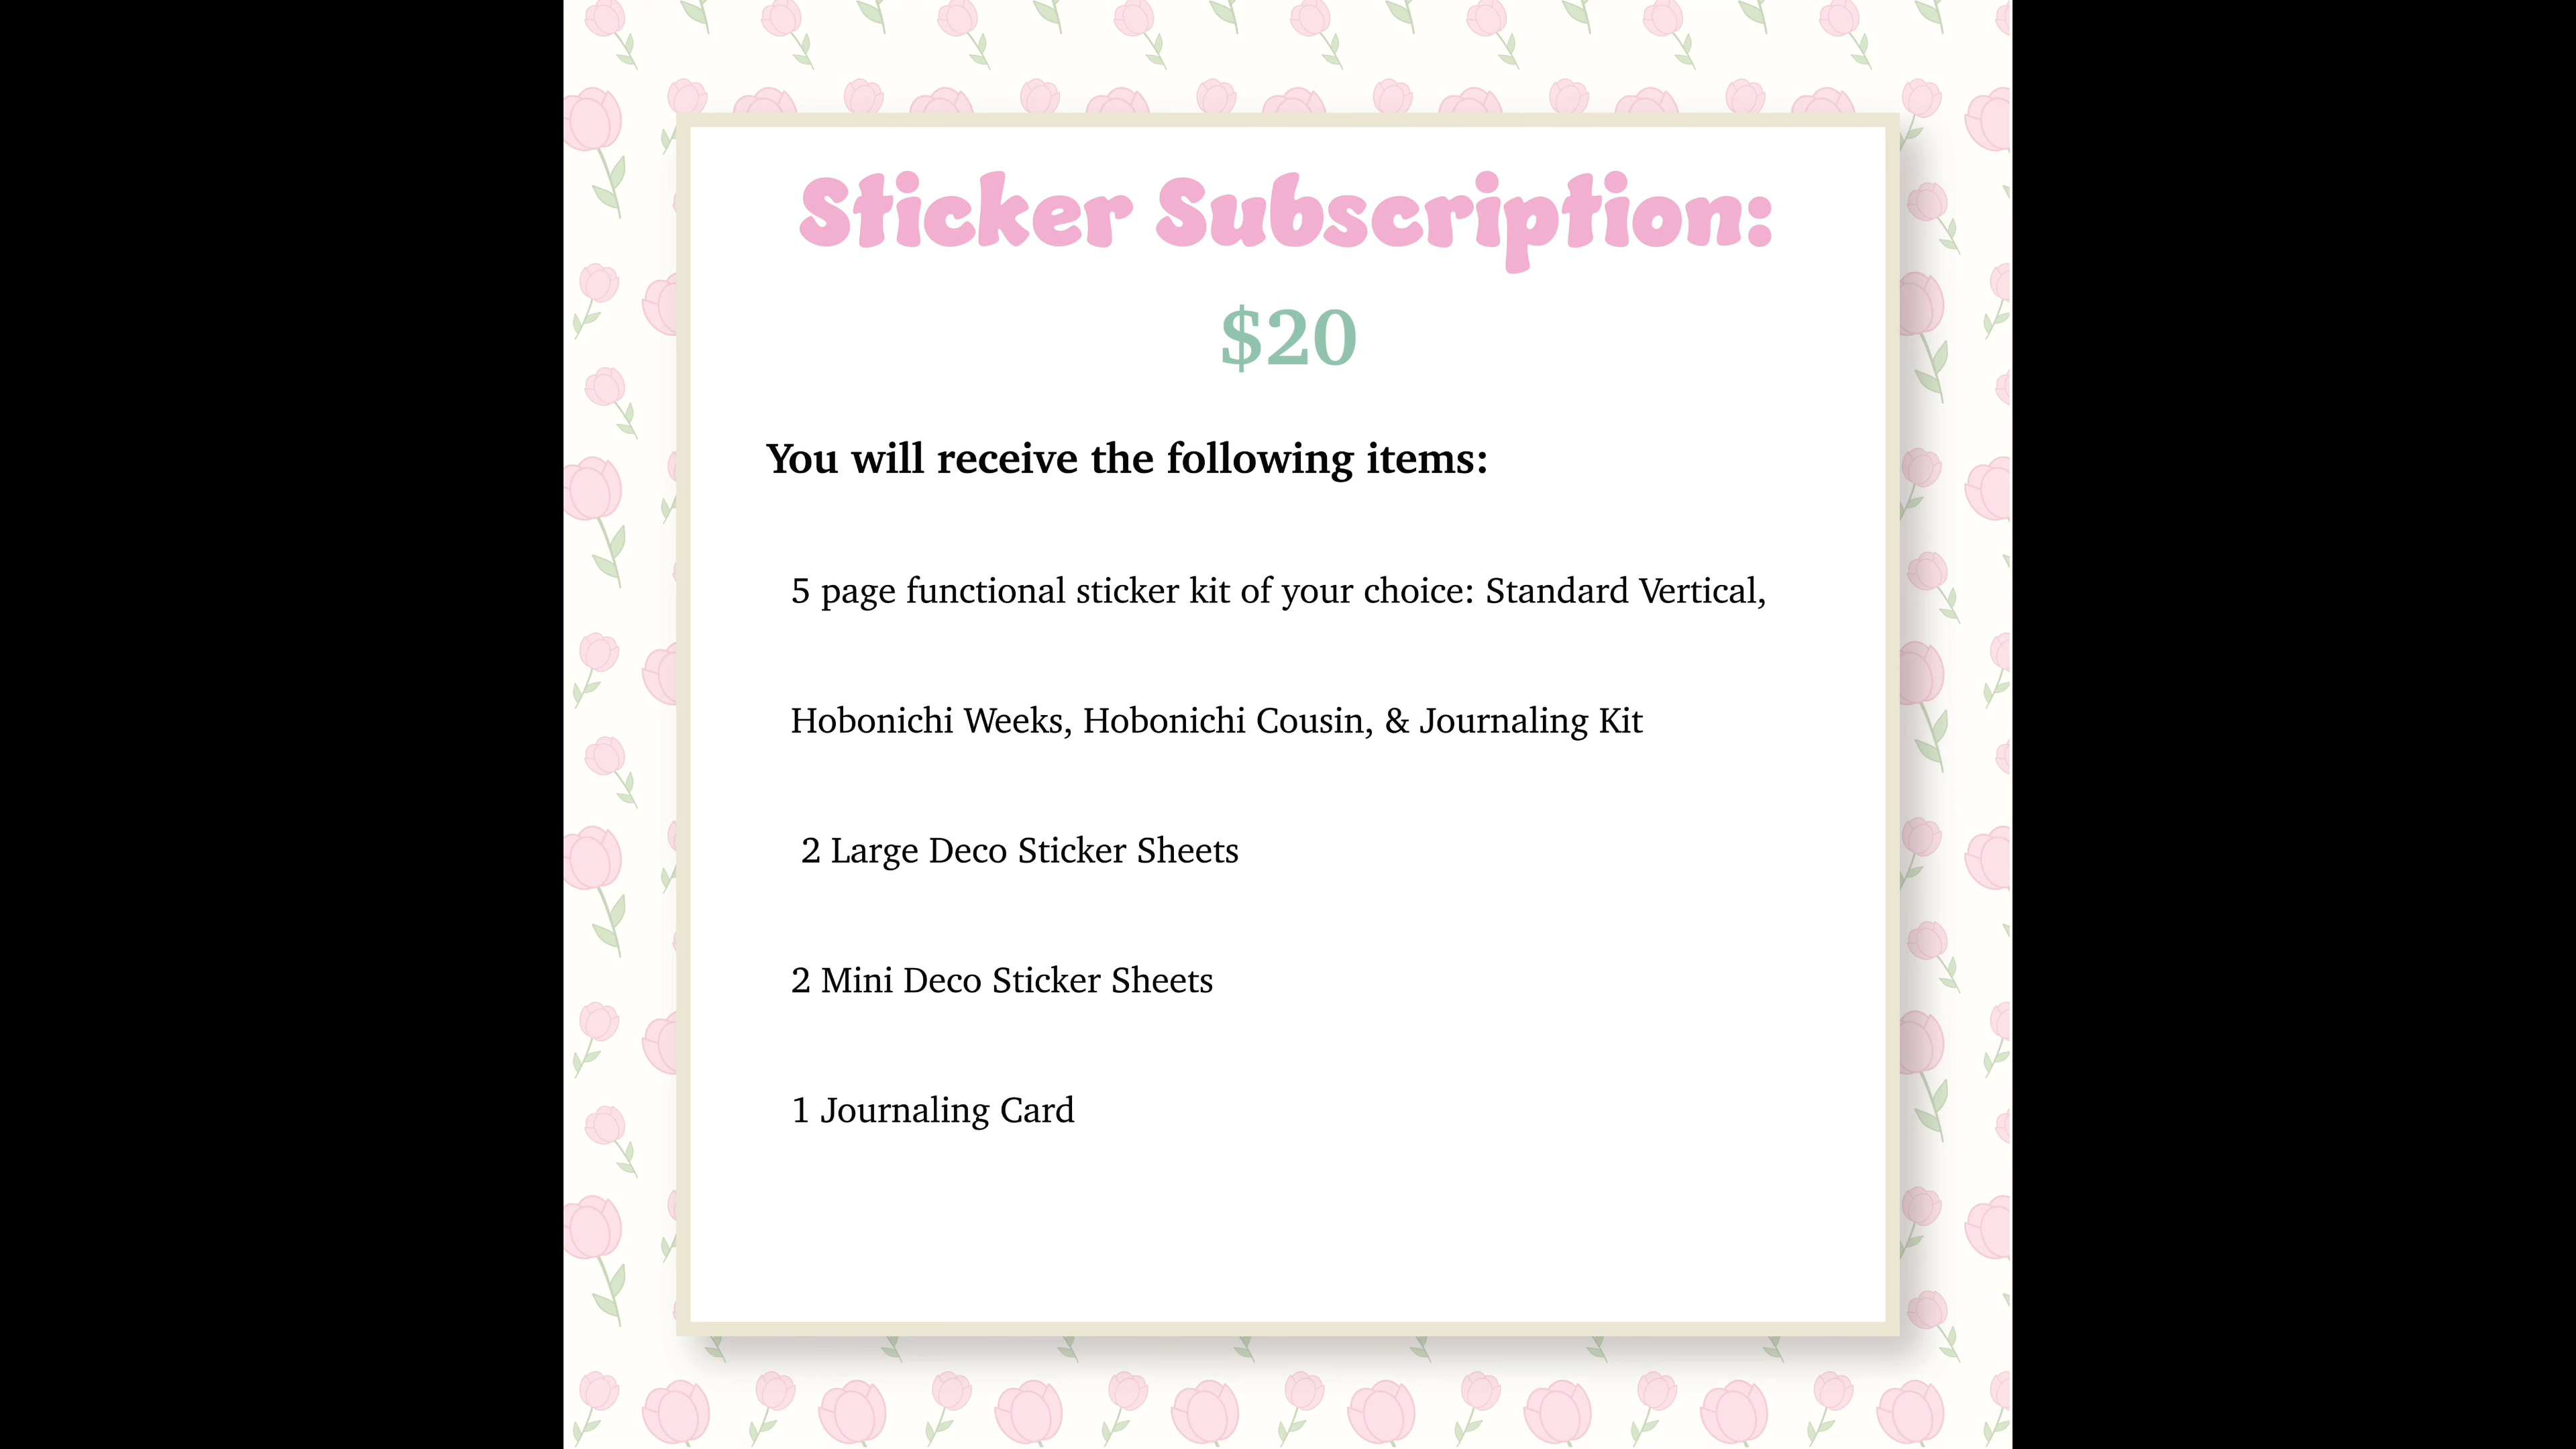 Sticker Subscription:
$20
You will receive the following items:
5 page functional sticker kit of your choice: Standard Vertical,
Hobonichi Weeks, Hobonichi Cousin, & Journaling Kit
2 Large Deco Sticker Sheets
2 Mini Deco Sticker Sheets
1 Journaling Card